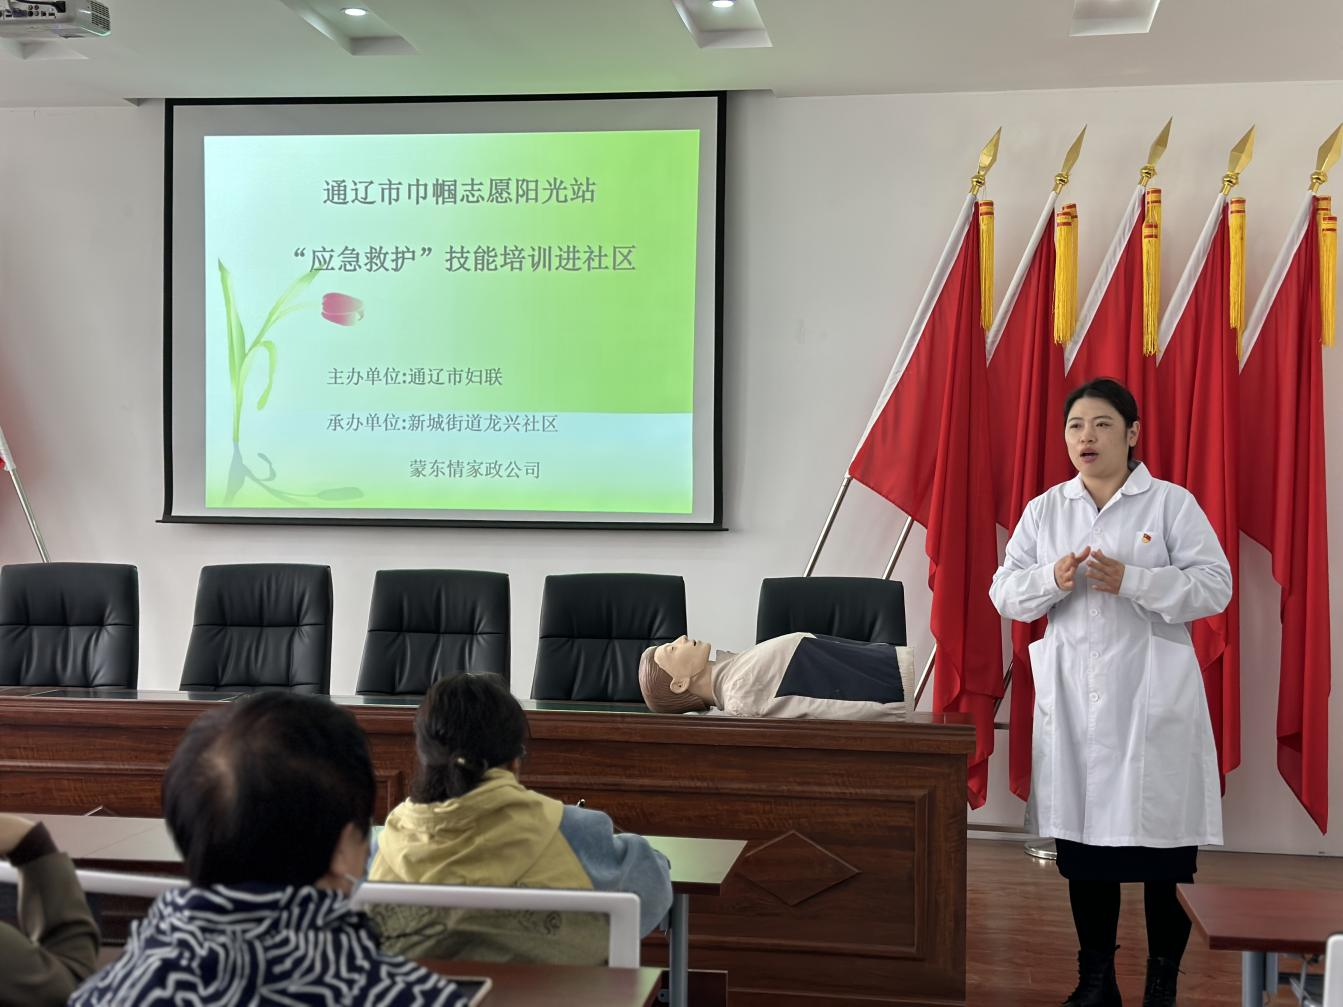 通辽市巾帼志愿阳光站
“应急救护”技能培训进社区
主办单位:通辽市妇联
承办单位:新城街道龙兴社区
蒙东情家政公司